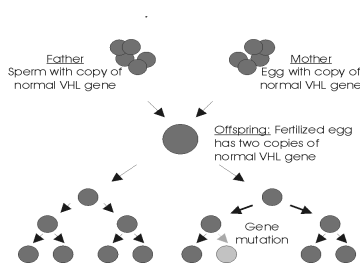 Father
Sperm with copy of
normal VHL gene
Mother
Egg with copy of
normal VHL gene
Offspring: Fertilized egg
has two copies of
normal VHL gene
Gene
mutation